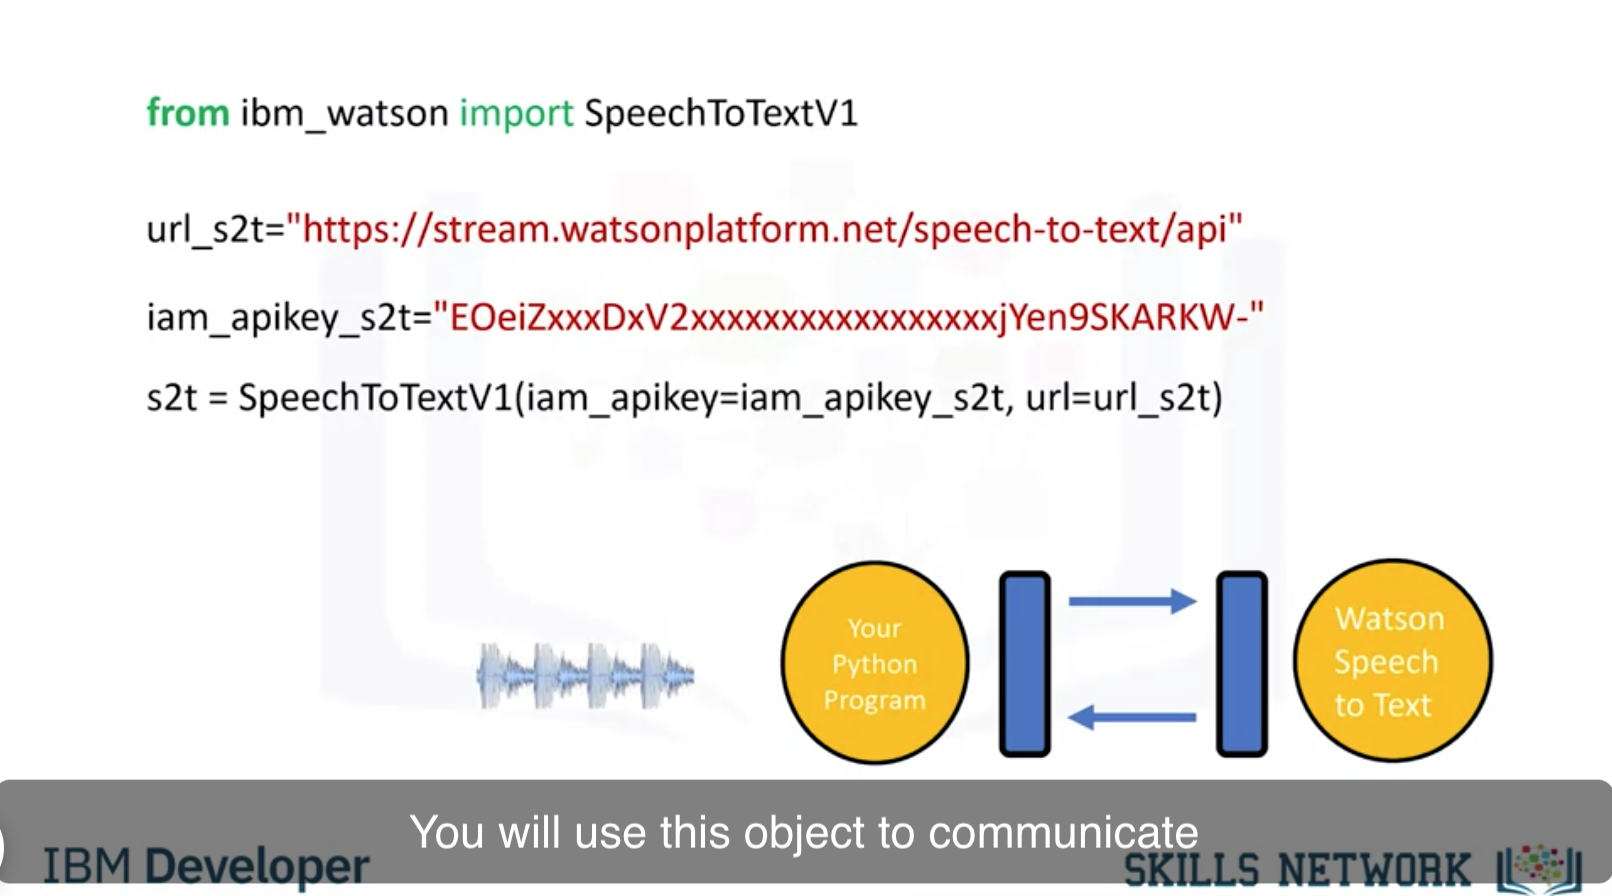 from ibm_watson import SpeechToTextV1
url_s2t="https://stream.watsonplatform.net/speech-to-text/api"
iam_apikey_s2t="EOeiZxxxDxV2xxxxxxxxxxxxxxxxxjYen9SKARKW-"
s2t = SpeechToTextV1(iam_apikey=iam_apikey_s2t, url=url_s2t)
Your
Python
Program
Watson
Speech
to Text
You will use this object to communicate
IBM Developer
SKILLS NETWORK